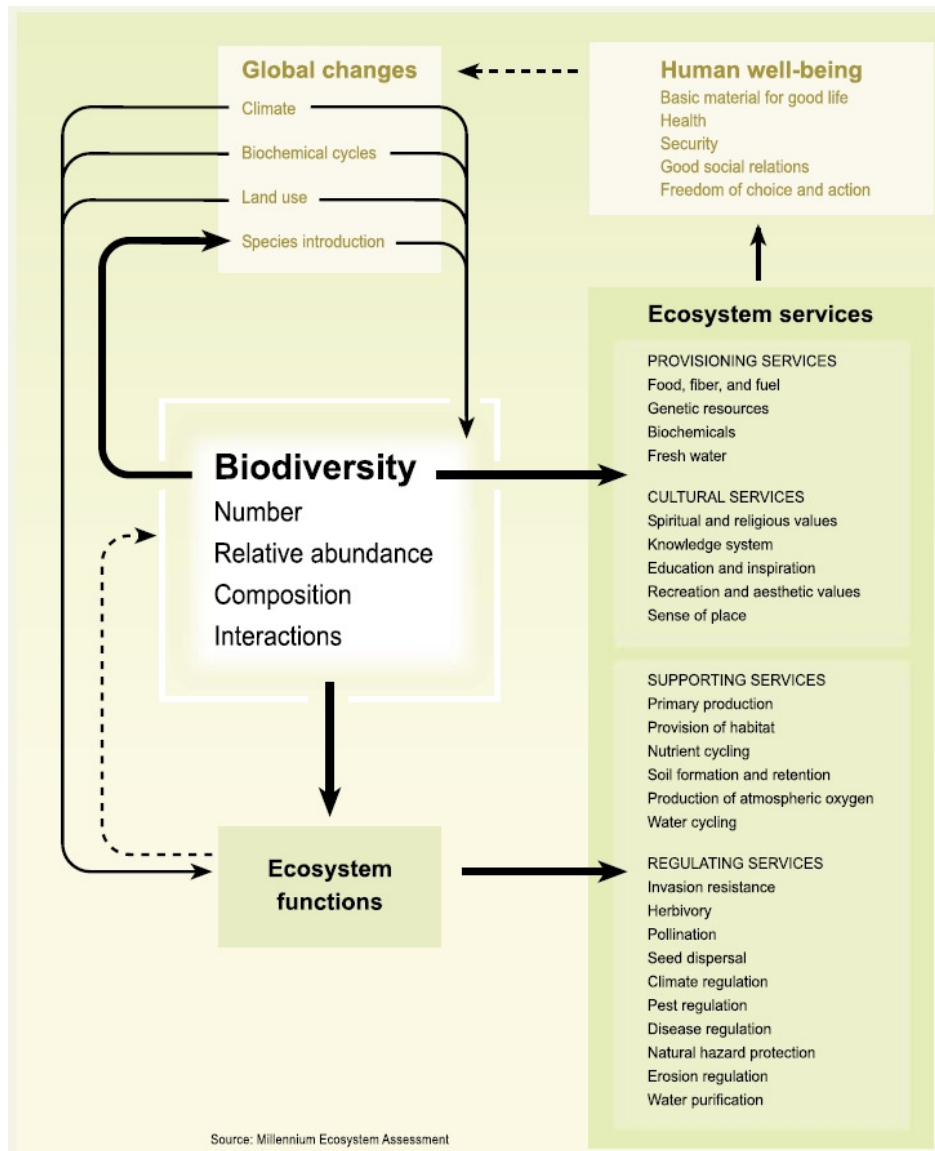 Global changes
Climate
Biochemical cycles
Land use
Species introduction
Human well-being
Basic material for good life
Health
Security
Good social relations
Freedom of choice and action
Biodiversity
Number
Relative abundance
Composition
Interactions
Ecosystem
functions
Ecosystem services
PROVISIONING SERVICES
Food, fiber, and fuel
Genetic resources
Biochemicals
Fresh water
CULTURAL SERVICES
Spiritual and religious values
Knowledge system
Education and inspiration
Recreation and aesthetic values
Sense of place
SUPPORTING SERVICES
Primary production
Provision of habitat
Nutrient cycling
Soil formation and retention
Production of atmospheric oxygen
Water cycling
REGULATING SERVICES
Invasion resistance
Herbivory
Pollination
Seed dispersal
Climate regulation
Pest regulation
Disease regulation
Natural hazard protection
Erosion regulation
Water purification
Source: Millennium Ecosystem Assessment